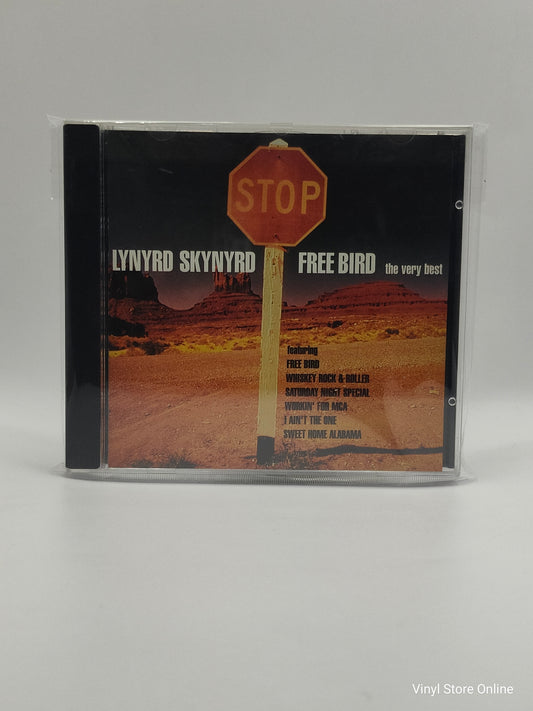 STOP
LYNYRD SKYNYRD FREE BIRD the very best
featuring
FREE BIRD
WHISKEY ROCK & ROLLER
SATURDAY NIGHT SPECIAL
WORKIN' FOR MCA
I AIN'T THE ONE
SWEET HOME ALABAMA
Vinyl Store Online